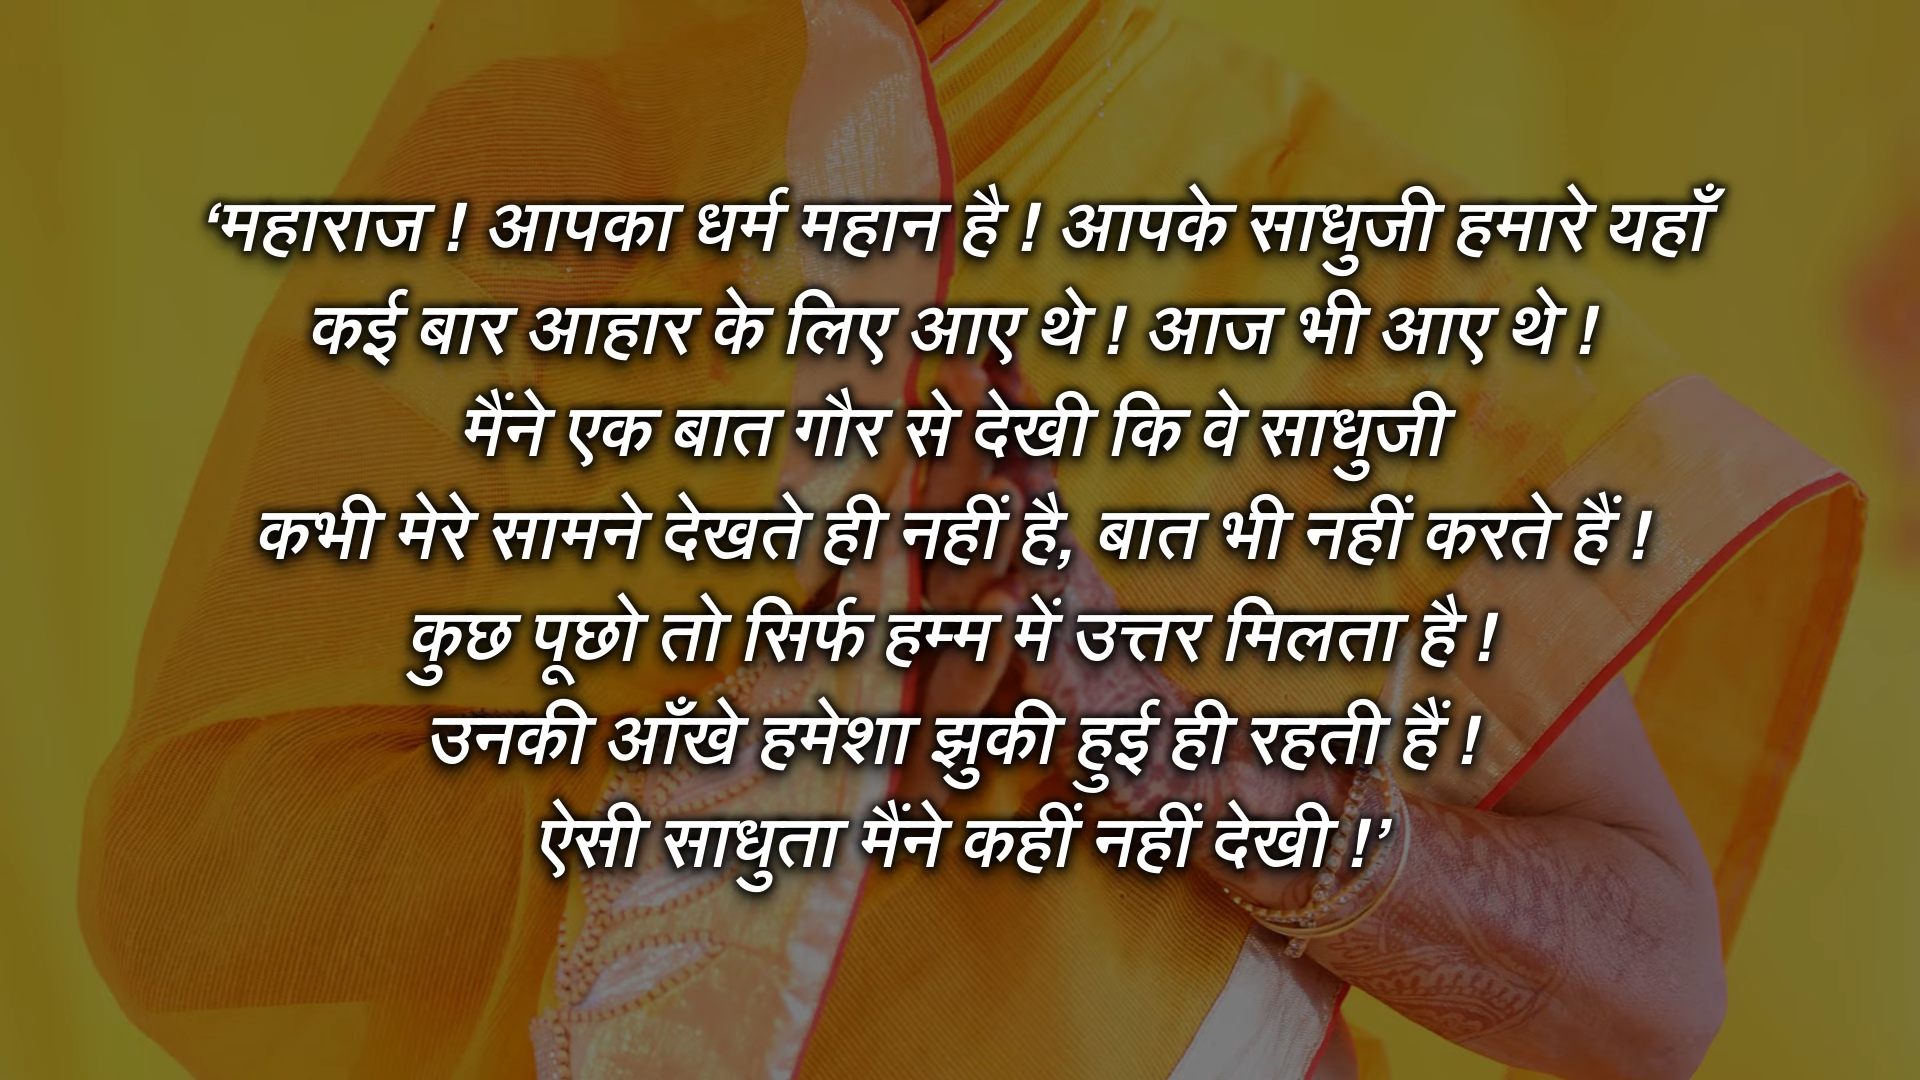 ‘महाराज ! आपका धर्म महान है ! आपके साधुजी हमारे यहाँ
कई बार आहार के लिए आए थे ! आज भी आए थे !
मैंने एक बात गौर से देखी कि वे साधुजी
कभी मेरे सामने देखते ही नहीं है, बात भी नहीं करते हैं !
कुछ पूछो तो सिर्फ हम्म में उत्तर मिलता है !
उनकी आँखे हमेशा झुकी हुई ही रहती हैं !
ऐसी साधुता मैंने कहीं नहीं देखी !’